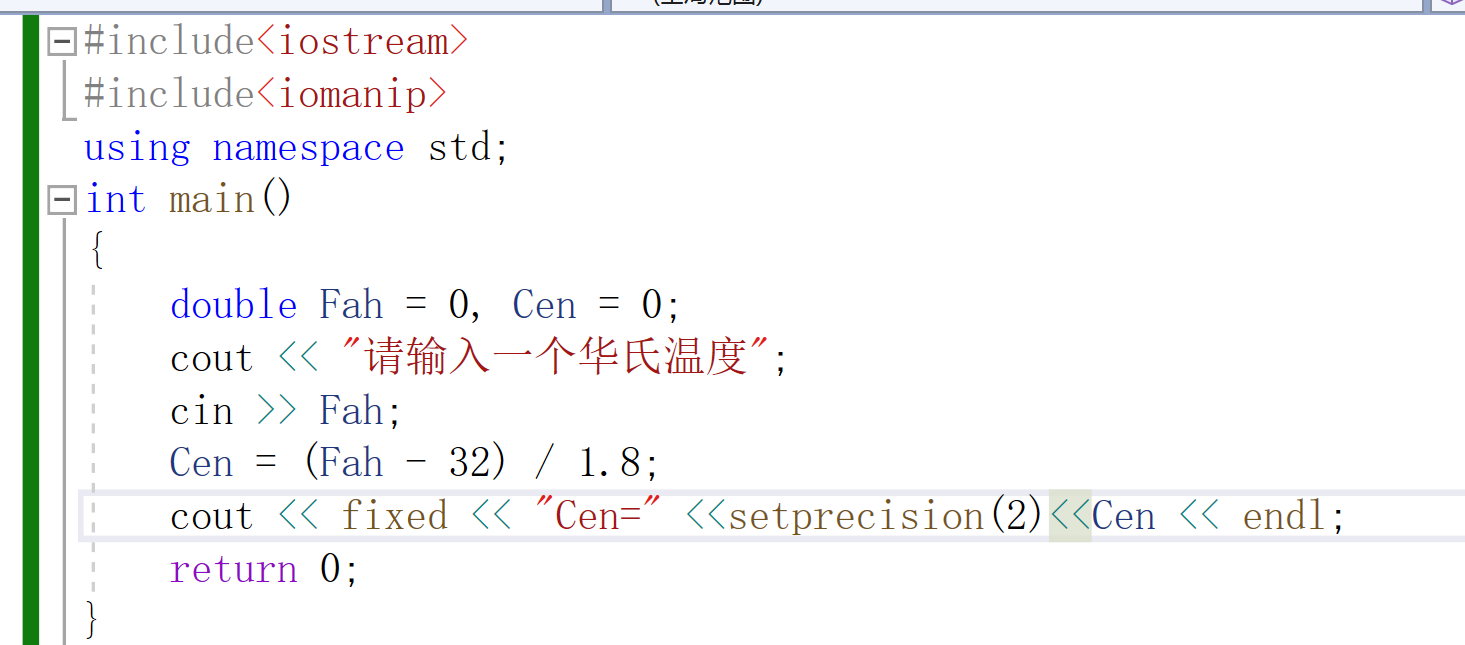 #include<iostream>
#include<iomanip>
using namespace std;
int main()
{
double Fah = 0, Cen = 0;
cout << "请输入一个华氏温度";
cin >> Fah;
Cen = (Fah - 32) / 1.8;
cout << fixed << "Cen=" <<setprecision(2)<<Cen << endl;
return 0;
}